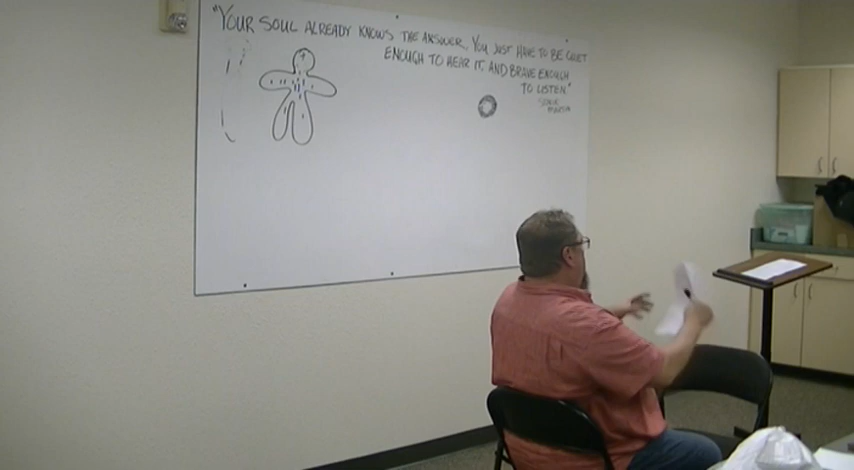 "YOUR SOUL ALREADY KNOWS THE ANSWER. YOU JUST HAVE TO BE QUIET
ENOUGH TO HEAR IT, AND BRAVE ENOUGH
TO LISTEN."
MARTIN